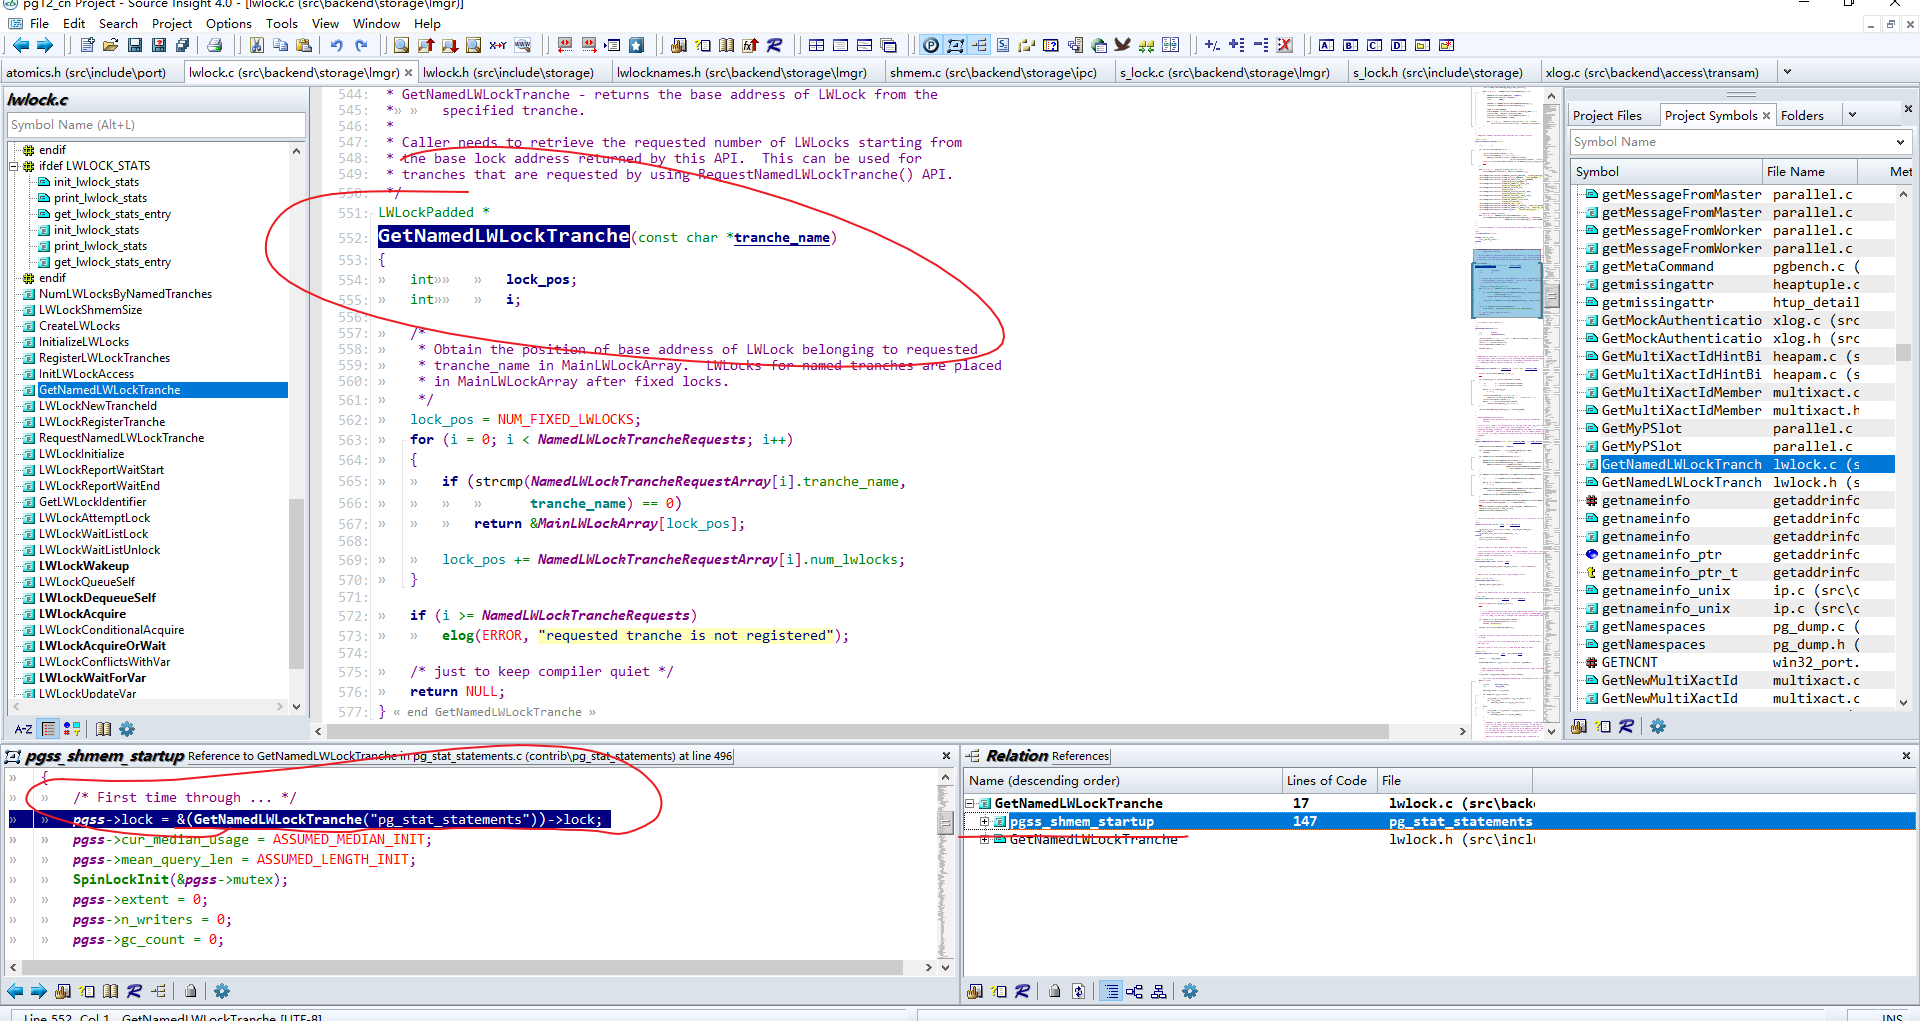 pg12_cn Project - Source Insight 4.0 - [lwlock.c (src\backend\storage\lmgr)]
File Edit Search Project Options Tools View Window Help
atomics.h (src\include\port) lwlock.c (src\backend\storage\lmgr) lwlock.h (src\include\storage) lwlocknames.h (src\backend\storage\lmgr) shmem.c (src\backend\storage\ipc) s_lock.c (src\backend\storage\lmgr) s_lock.h (src\include\storage) xlog.c (src\backend\access\transam)
lwlock.c
Symbol Name (Alt+L)
endif
ifdef LWLOCK_STATS
init_lwlock_stats
print_lwlock_stats
get_lwlock_stats_entry
init_lwlock_stats
print_lwlock_stats
get_lwlock_stats_entry
endif
NumLWLocksByNamedTranches
LWLockShmemSize
CreateLWLocks
InitializeLWLocks
RegisterLWLockTranches
InitLWLockAccess
GetNamedLWLockTranche
LWLockNewTrancheId
LWLockRegisterTranche
RequestNamedLWLockTranche
LWLockInitialize
LWLockReportWaitStart
LWLockReportWaitEnd
GetLWLockIdentifier
LWLockAttemptLock
LWLockWaitListLock
LWLockWaitListUnlock
LWLockWakeup
LWLockQueueSelf
LWLockDequeueSelf
LWLockAcquire
LWLockConditionalAcquire
LWLockAcquireOrWait
LWLockConflictsWithVar
LWLockWaitForVar
LWLockUpdateVar
A-Z
544: * GetNamedLWLockTranche - returns the base address of LWLock from the
545: *» » specified tranche.
546: *
547: * Caller needs to retrieve the requested number of LWLocks starting from
548: * the base lock address returned by this API. This can be used for
549: * tranches that are requested by using RequestNamedLWLockTranche() API.
550: */
551: LWLockPadded *
552: GetNamedLWLockTranche(const char *tranche_name)
553: {
554: » int»» » lock_pos;
555: » int»» » i;
556:
557: » /*
558: » * Obtain the position of base address of LWLock belonging to requested
559: » * tranche_name in MainLWLockArray. LWLocks for named tranches are placed
560: » * in MainLWLockArray after fixed locks.
561: » */
562: » lock_pos = NUM_FIXED_LWLOCKS;
563: » for (i = 0; i < NamedLWLockTrancheRequests; i++)
564: » {
565: » » if (strcmp(NamedLWLockTrancheRequestArray[i].tranche_name,
566: » » » » tranche_name) == 0)
567: » » » return &MainLWLockArray[lock_pos];
568:
569: » » lock_pos += NamedLWLockTrancheRequestArray[i].num_lwlocks;
570: » }
571:
572: » if (i >= NamedLWLockTrancheRequests)
573: » » elog(ERROR, "requested tranche is not registered");
574:
575: » /* just to keep compiler quiet */
576: » return NULL;
577: } « end GetNamedLWLockTranche »
Project Files Project Symbols Folders
Symbol Name
Symbol File Name Met
getMessageFromMaster parallel.c
getMessageFromMaster parallel.c
getMessageFromWorker parallel.c
getMessageFromWorker parallel.c
getMetaCommand pgbench.c (
getmissingattr heaptuple.c
getmissingattr htup_detail
GetMockAuthenticatio xlog.c (src
GetMockAuthenticatio xlog.h (src
GetMultiXactIdHintBi heapam.c (s
GetMultiXactIdHintBi heapam.c (s
GetMultiXactIdMember multixact.c
GetMultiXactIdMember multixact.h
GetMyPSlot parallel.c
GetMyPSlot parallel.c
GetNamedLWLockTranch lwlock.c (s
GetNamedLWLockTranch lwlock.h (s
getnameinfo getaddrinfo
getnameinfo getaddrinfo
getnameinfo getaddrinfo
getnameinfo_ptr getaddrinfo
getnameinfo_ptr_t getaddrinfo
getnameinfo_unix ip.c (src\c
getnameinfo_unix ip.c (src\c
getNamespaces pg_dump.c (
getNamespaces pg_dump.h (
GETNCNT win32_port.
GetNewMultiXactId multixact.c
GetNewMultiXactId multixact.c
pgss_shmem_startup Reference to GetNamedLWLockTranche in pg_stat_statements.c (contrib\pg_stat_statements) at line 496
» {
» » /* First time through ... */
» » pgss->lock = &(GetNamedLWLockTranche("pg_stat_statements"))->lock;
» » pgss->cur_median_usage = ASSUMED_MEDIAN_INIT;
» » pgss->mean_query_len = ASSUMED_LENGTH_INIT;
» » SpinLockInit(&pgss->mutex);
» » pgss->extent = 0;
» » pgss->n_writers = 0;
» » pgss->gc_count = 0;
Relation References
Name (descending order) Lines of Code File
GetNamedLWLockTranche 17 lwlock.c (src\back
pgss_shmem_startup 147 pg_stat_statements
GetNamedLWLockTranche lwlock.h (src\incl
Line 552 Col 1 GetNamedLWLockTranche [UTF-8] INS